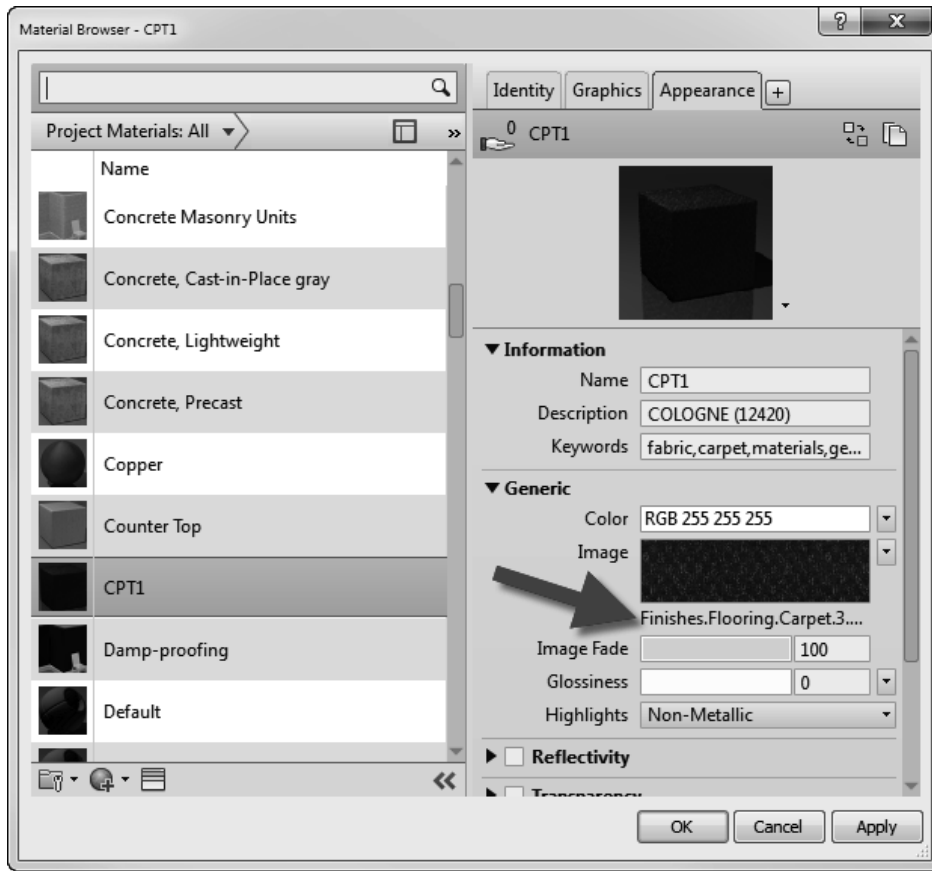 Material Browser - CPT1
?
X
Project Materials: All
»
Name
Concrete Masonry Units
Concrete, Cast-in-Place gray
Concrete, Lightweight
Concrete, Precast
Copper
Counter Top
CPT1
Damp-proofing
Default
Identity Graphics Appearance +
0 CPT1
Information
Name CPT1
Description COLOGNE (12420)
Keywords fabric,carpet,materials,ge...
Generic
Color RGB 255 255 255
Image
Finishes.Flooring.Carpet.3....
Image Fade 100
Glossiness 0
Highlights Non-Metallic
Reflectivity
Transparency
OK Cancel Apply